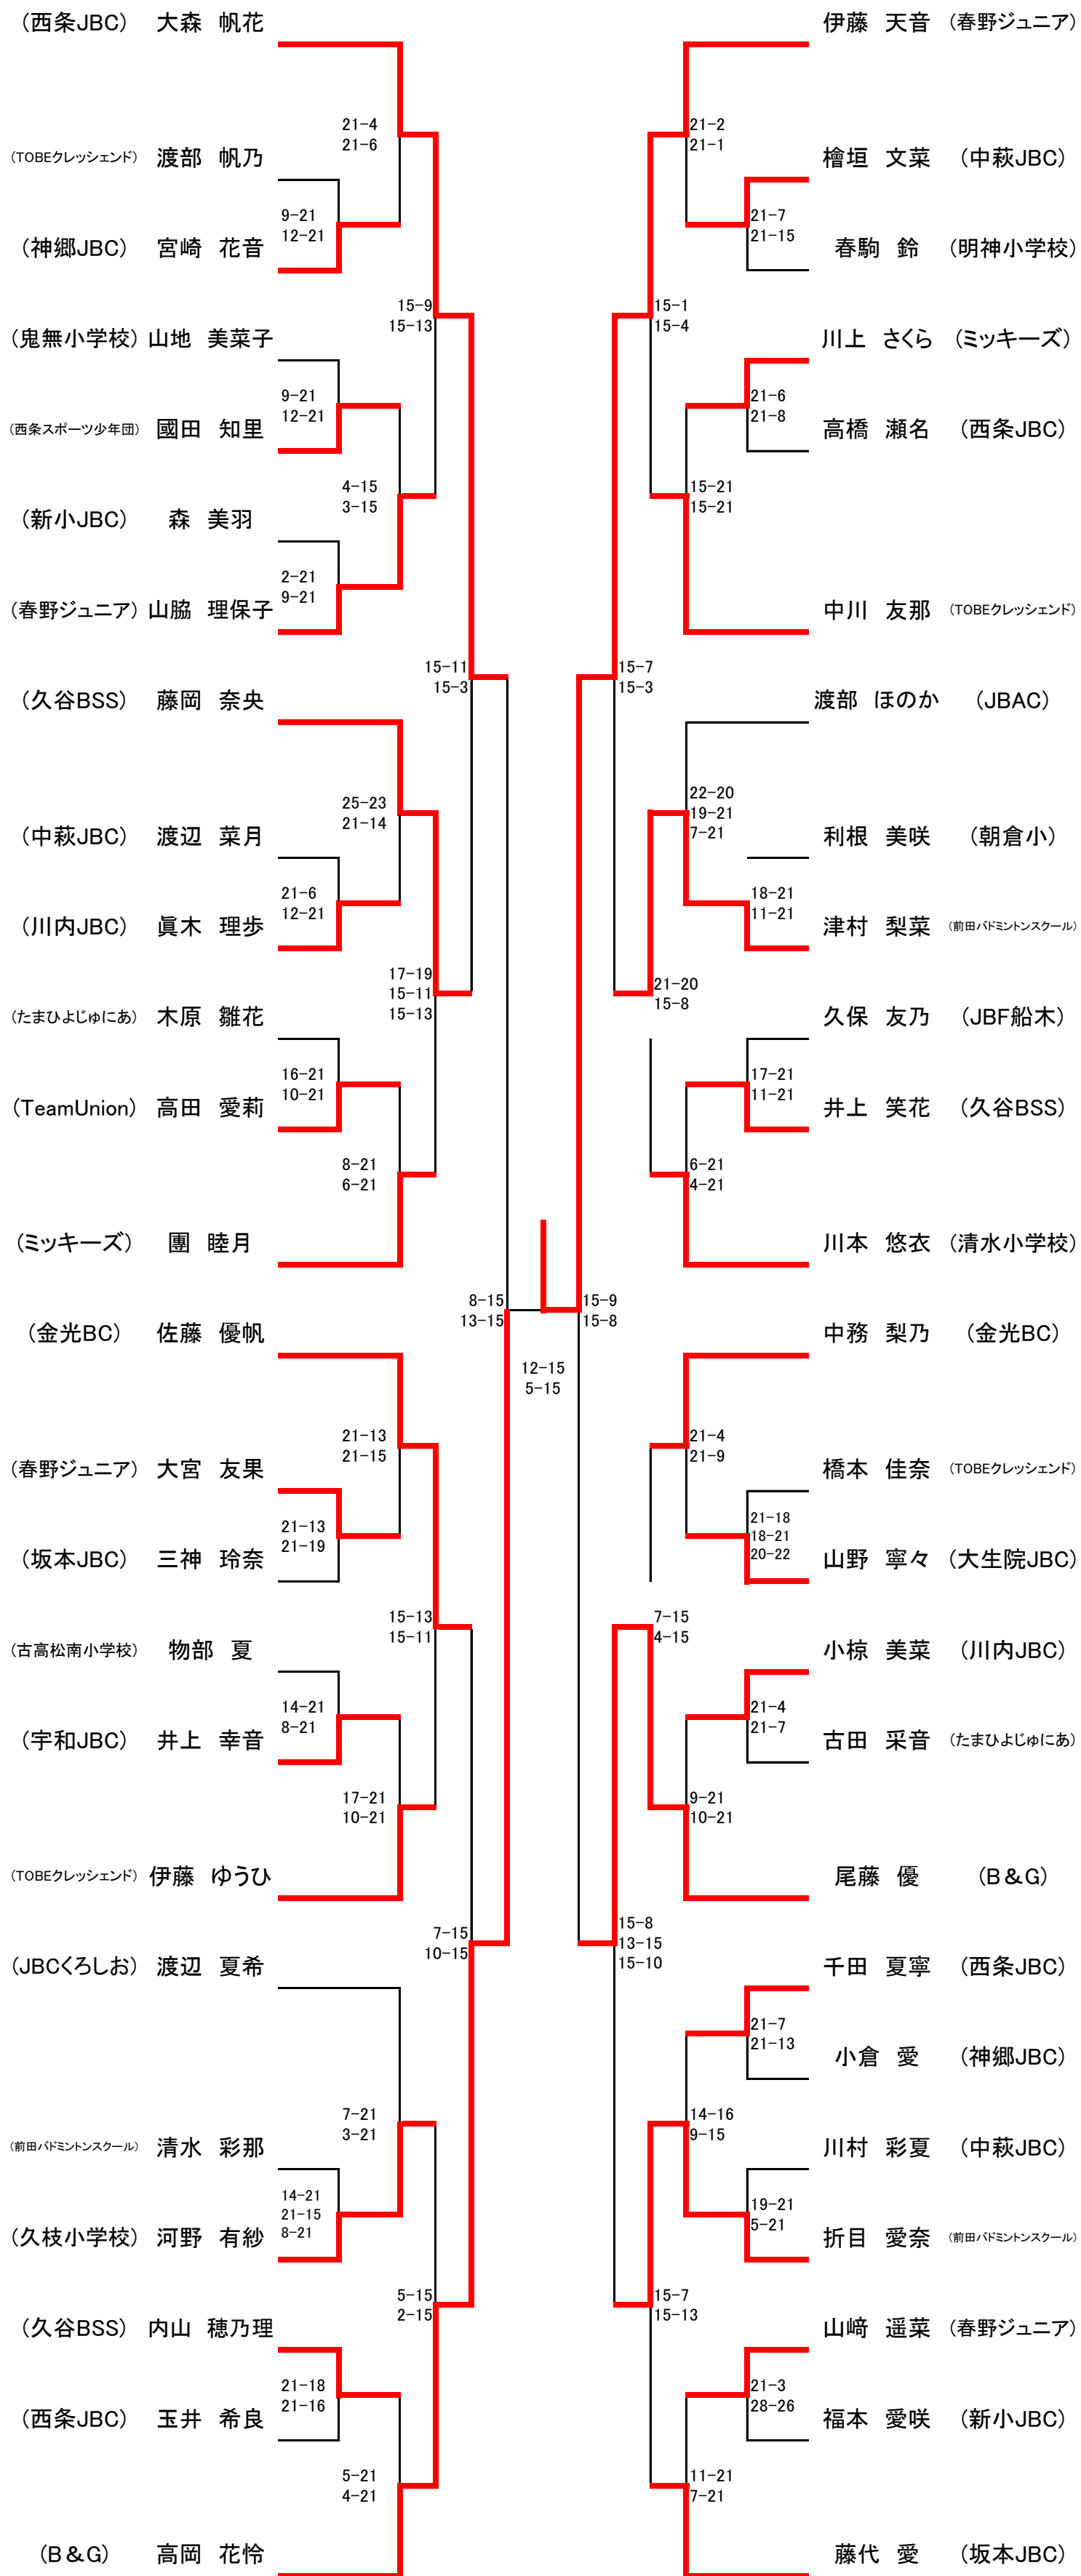 （西条JBC） 大森 帆花
（TOBEクレッシェンド） 渡部 帆乃
21-4
21-6
9-21
12-21
（神郷JBC） 宮崎 花音
15-9
15-13
（鬼無小学校） 山地 美菜子
9-21
12-21
（西条スポーツ少年団） 國田 知里
4-15
3-15
（新小JBC） 森 美羽
2-21
9-21
（春野ジュニア） 山脇 理保子
15-11
15-3
（久谷BSS） 藤岡 奈央
25-23
21-14
（中萩JBC） 渡辺 菜月
21-6
12-21
（川内JBC） 眞木 理歩
17-19
15-11
15-13
（たまひよじゅにあ） 木原 雛花
16-21
10-21
（TeamUnion） 高田 愛莉
8-21
6-21
（ミッキーズ） 團 睦月
8-15
13-15
（金光BC） 佐藤 優帆
21-13
21-15
（春野ジュニア） 大宮 友果
21-13
21-19
（坂本JBC） 三神 玲奈
15-13
15-11
（古高松南小学校） 物部 夏
14-21
8-21
（宇和JBC） 井上 幸音
17-21
10-21
（TOBEクレッシェンド） 伊藤 ゆうひ
7-15
10-15
（JBCくろしお） 渡辺 夏希
7-21
3-21
（前田バドミントンスクール） 清水 彩那
14-21
21-15
8-21
（久枝小学校） 河野 有紗
5-15
2-15
（久谷BSS） 内山 穂乃理
21-18
21-16
（西条JBC） 玉井 希良
5-21
4-21
（B＆G） 高岡 花怜
12-15
5-15
伊藤 天音 （春野ジュニア）
21-2
21-1
檜垣 文菜 （中萩JBC）
21-7
21-15
春駒 鈴 （明神小学校）
15-1
15-4
川上 さくら （ミッキーズ）
21-6
21-8
高橋 瀬名 （西条JBC）
15-21
15-21
中川 友那 （TOBEクレッシェンド）
15-7
15-3
渡部 ほのか （JBAC）
22-20
19-21
7-21
利根 美咲 （朝倉小）
18-21
11-21
津村 梨菜 （前田バドミントンスクール）
21-20
15-8
久保 友乃 （JBF船木）
17-21
11-21
井上 笑花 （久谷BSS）
6-21
4-21
川本 悠衣 （清水小学校）
15-9
15-8
中務 梨乃 （金光BC）
21-4
21-9
橋本 佳奈 （TOBEクレッシェンド）
21-18
18-21
20-22
山野 寧々 （大生院JBC）
7-15
4-15
小椋 美菜 （川内JBC）
21-4
21-7
古田 采音 （たまひよじゅにあ）
9-21
10-21
尾藤 優 （B＆G）
15-8
13-15
15-10
千田 夏寧 （西条JBC）
21-7
21-13
小倉 愛 （神郷JBC）
14-16
9-15
川村 彩夏 （中萩JBC）
19-21
5-21
折目 愛奈 （前田バドミントンスクール）
15-7
15-13
山﨑 遥菜 （春野ジュニア）
21-3
28-26
福本 愛咲 （新小JBC）
11-21
7-21
藤代 愛 （坂本JBC）